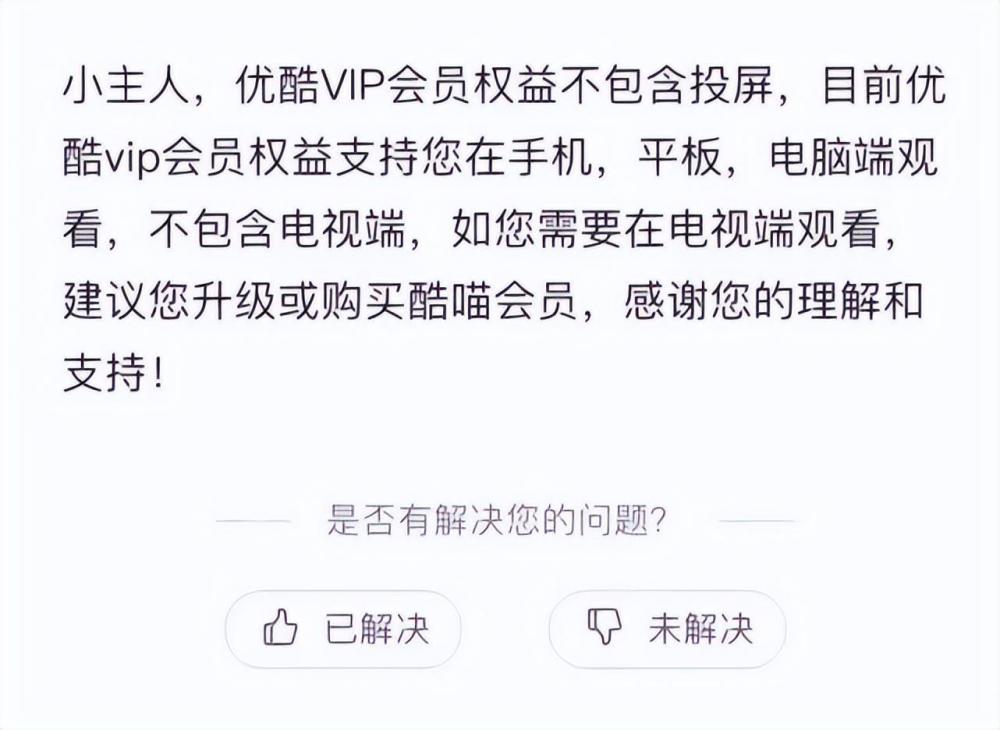 小主人，优酷VIP会员权益不包含投屏，目前优
酷vip会员权益支持您在手机，平板，电脑端观
看，不包含电视端，如您需要在电视端观看，
建议您升级或购买酷喵会员，感谢您的理解和
支持！
是否有解决您的问题？
已解决
未解决